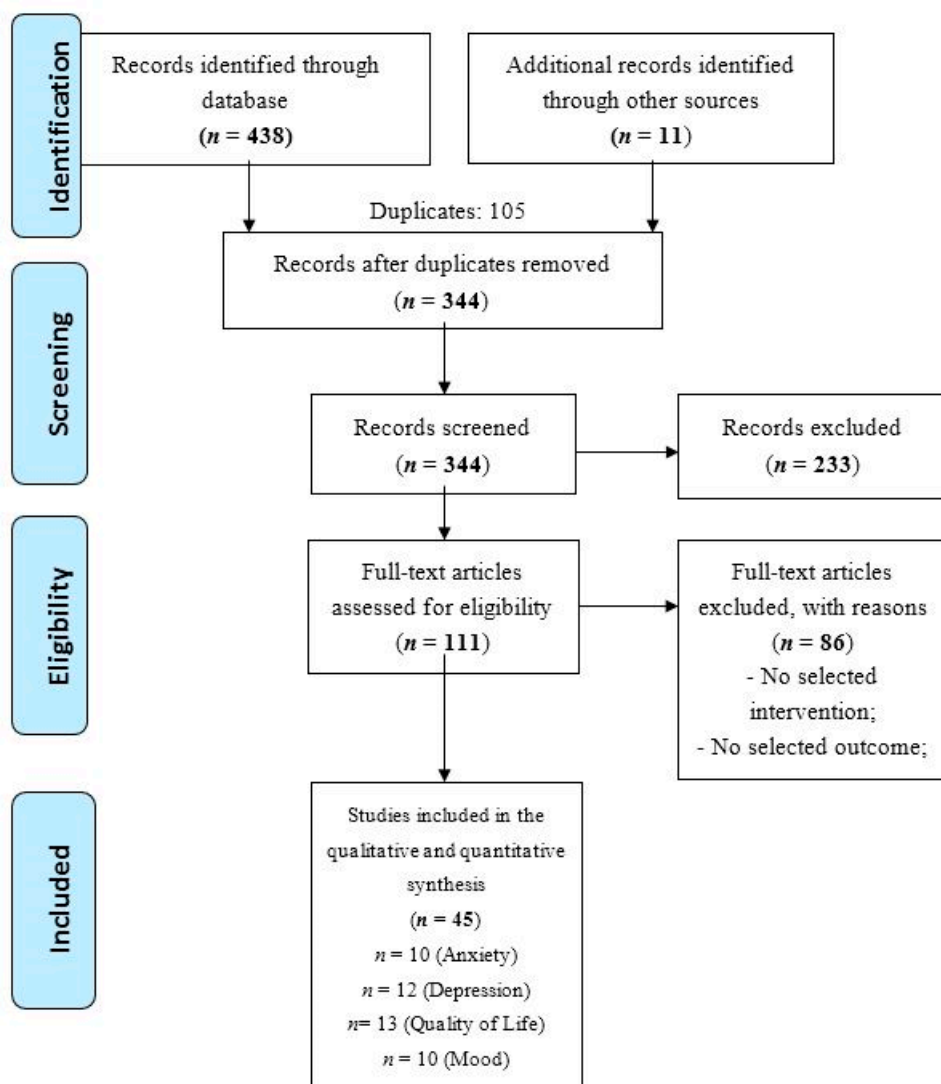 Identification
Records identified through
database
(n = 438)
Additional records identified
through other sources
(n = 11)
Duplicates: 105
Records after duplicates removed
(n = 344)
Screening
Records screened
(n = 344)
Records excluded
(n = 233)
Eligibility
Full-text articles
assessed for eligibility
(n = 111)
Full-text articles
excluded, with reasons
(n = 86)
- No selected
intervention;
- No selected outcome;
Included
Studies included in the
qualitative and quantitative
synthesis
(n = 45)
n = 10 (Anxiety)
n = 12 (Depression)
n= 13 (Quality of Life)
n = 10 (Mood)